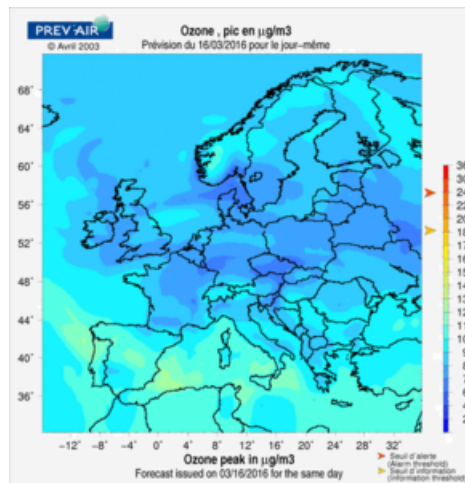 PREV'AIR
© Avril 2003
Ozone , pic en µg/m3
Prévision du 16/03/2016 pour le jour-même
68°
64°
60°
56°
52°
48°
44°
40°
36°
−12° −8° −4° 0° 4° 8° 12° 16° 20° 24° 28° 32°
Ozone peak in µg/m3
Forecast issued on 03/16/2016 for the same day
Seuil d'alerte
(Alarm threshold)
Seuil d'information
(Information threshold)